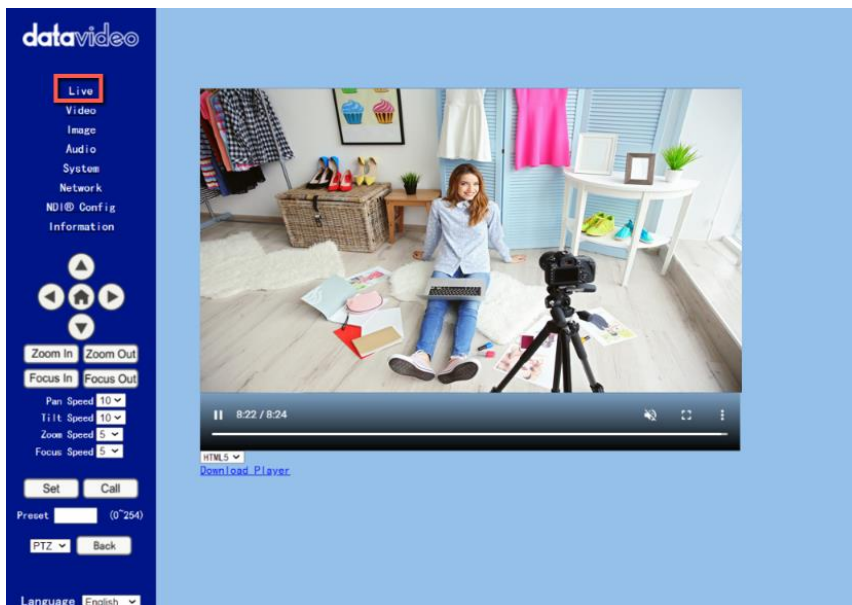 datavideo
Live
Video
Image
Audio
System
Network
NDI® Config
Information
Zoom In Zoom Out
Focus In Focus Out
Pan Speed 10
Tilt Speed 10
Zoom Speed 5
Focus Speed 5
Set Call
Preset (0~254)
PTZ Back
Language English
8:22 / 8:24
HTML5
Download Player